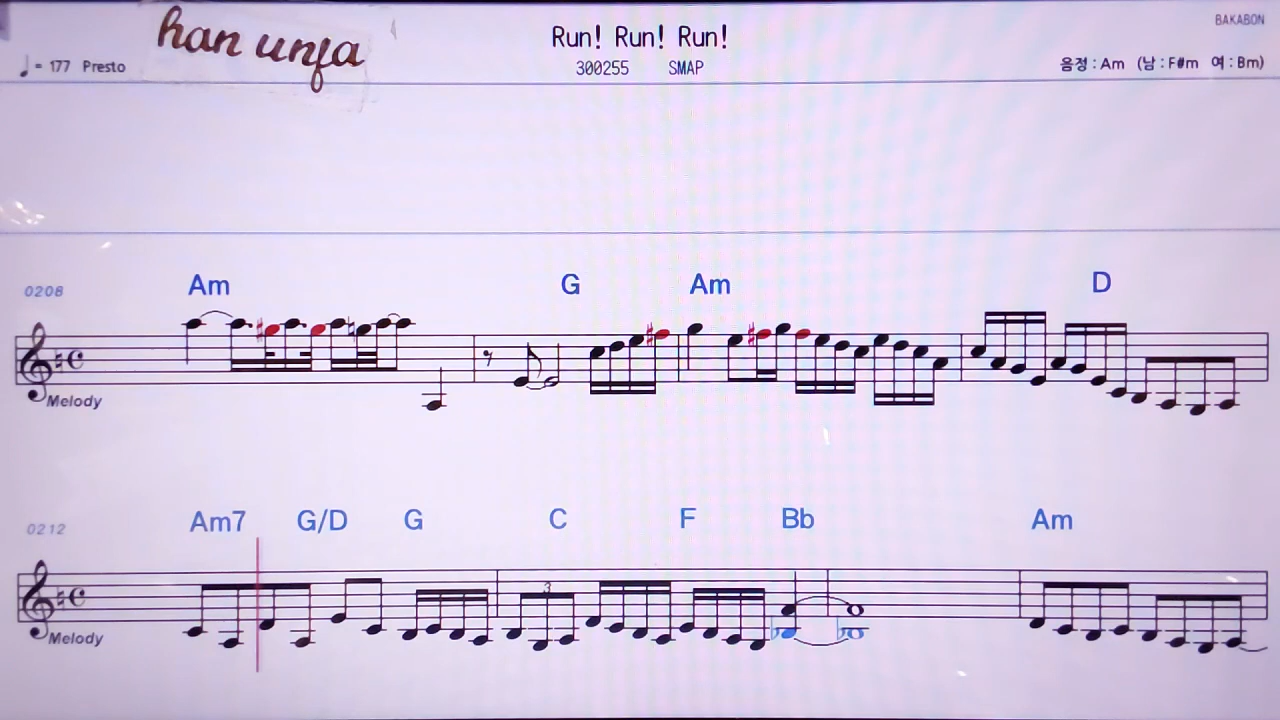 BAKABON
han unja
Run! Run! Run!
♩= 177 Presto
300255 SMAP
음정 : Am (남 : F#m 여 : Bm)
0208
Am G Am D
Melody
0212
Am7 G/D G C F Bb Am
3
Melody